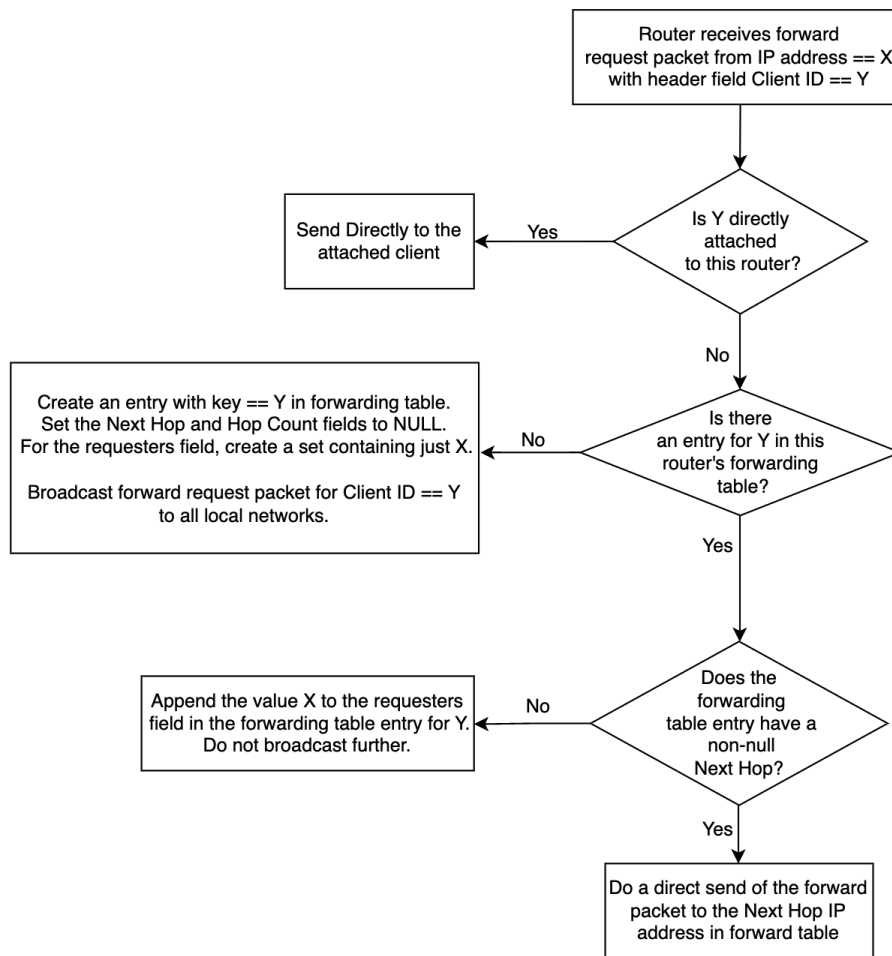 Router receives forward
request packet from IP address == X
with header field Client ID == Y
Is Y directly
attached
to this router?
Yes
Send Directly to the
attached client
No
Is there
an entry for Y in this
router's forwarding
table?
No
Create an entry with key == Y in forwarding table.
Set the Next Hop and Hop Count fields to NULL.
For the requesters field, create a set containing just X.
Broadcast forward request packet for Client ID == Y
to all local networks.
Yes
Does the
forwarding
table entry have a
non-null
Next Hop?
No
Append the value X to the requesters
field in the forwarding table entry for Y.
Do not broadcast further.
Yes
Do a direct send of the forward
packet to the Next Hop IP
address in forward table